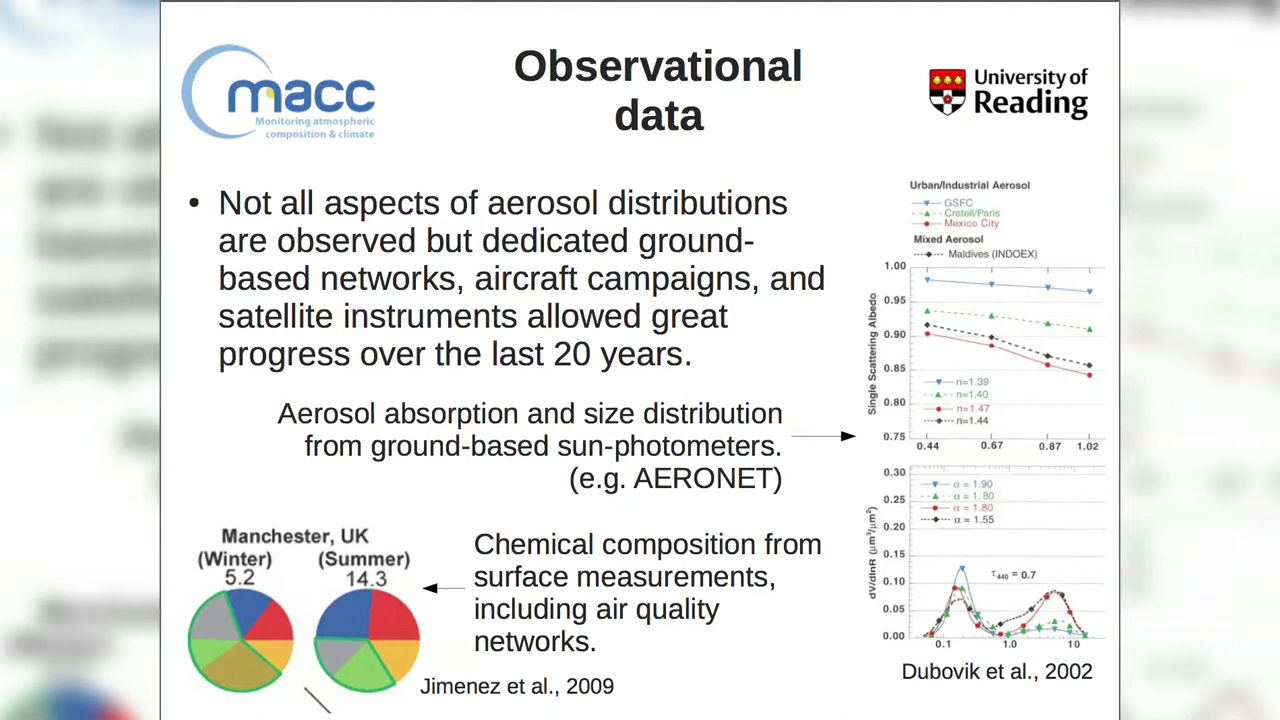 macc
Monitoring atmospheric
composition & climate
Observational
data
University of
Reading
• Not all aspects of aerosol distributions
are observed but dedicated ground-
based networks, aircraft campaigns, and
satellite instruments allowed great
progress over the last 20 years.
Aerosol absorption and size distribution
from ground-based sun-photometers.
(e.g. AERONET)
Manchester, UK
(Winter) (Summer)
5.2 14.3
Chemical composition from
surface measurements,
including air quality
networks.
Jimenez et al., 2009
Urban/Industrial Aerosol
GSFC
Creteil/Paris
Mexico City
Mixed Aerosol
Maldives (INDOEX)
Single Scattering Albedo
1.00
0.95
0.90
0.85
0.80
0.75
n=1.39
n=1.40
n=1.47
n=1.44
0.44 0.67 0.87 1.02
dV/dlnR (μm³/μm²)
0.30
0.25
0.20
0.15
0.10
0.05
0.00
α = 1.90
α = 1.80
α = 1.80
α = 1.55
τ440 = 0.7
0.1 1.0 10
Dubovik et al., 2002